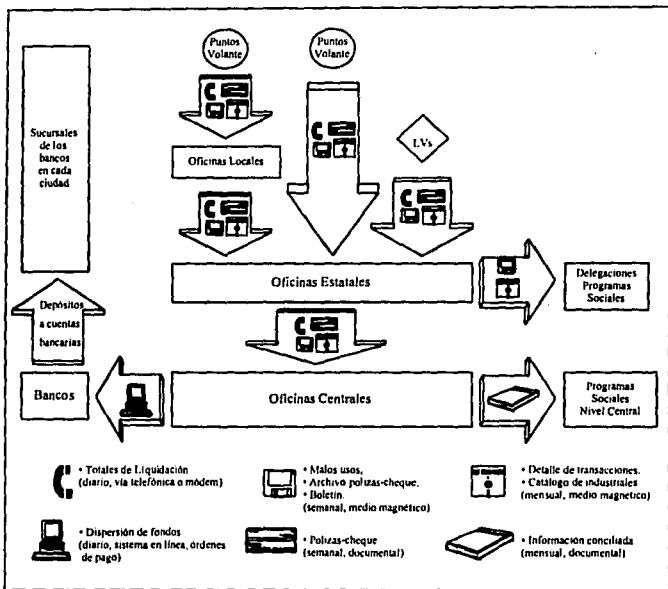 Puntos
Volante
Puntos
Volante
Sucursales
de los
bancos
en cada
ciudad
Oficinas Locales
LVs
Oficinas Estatales
Delegaciones
Programas
Sociales
Depósitos
a cuentas
bancarias
Bancos
Oficinas Centrales
Programas
Sociales
Nivel Central
• Totales de Liquidación
(diario, vía telefónica o módem)
• Malos usos,
• Archivo polizas-cheque,
• Boletín.
(semanal, medio magnético)
• Detalle de transacciones.
• Catálogo de industriales
(mensual, medio magnetico)
• Dispersión de fondos
(diario, sistema en línea, órdenes
de pago)
• Polizas-cheque
(semanal, documental)
• Información conciliada
(mensual, documental)